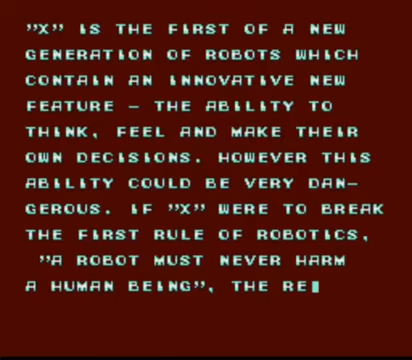 "X" IS THE FIRST OF A NEW
GENERATION OF ROBOTS WHICH
CONTAIN AN INNOVATIVE NEW
FEATURE - THE ABILITY TO
THINK, FEEL AND MAKE THEIR
OWN DECISIONS. HOWEVER THIS
ABILITY COULD BE VERY DAN-
GEROUS. IF "X" WERE TO BREAK
THE FIRST RULE OF ROBOTICS,
"A ROBOT MUST NEVER HARM
A HUMAN BEING", THE RE